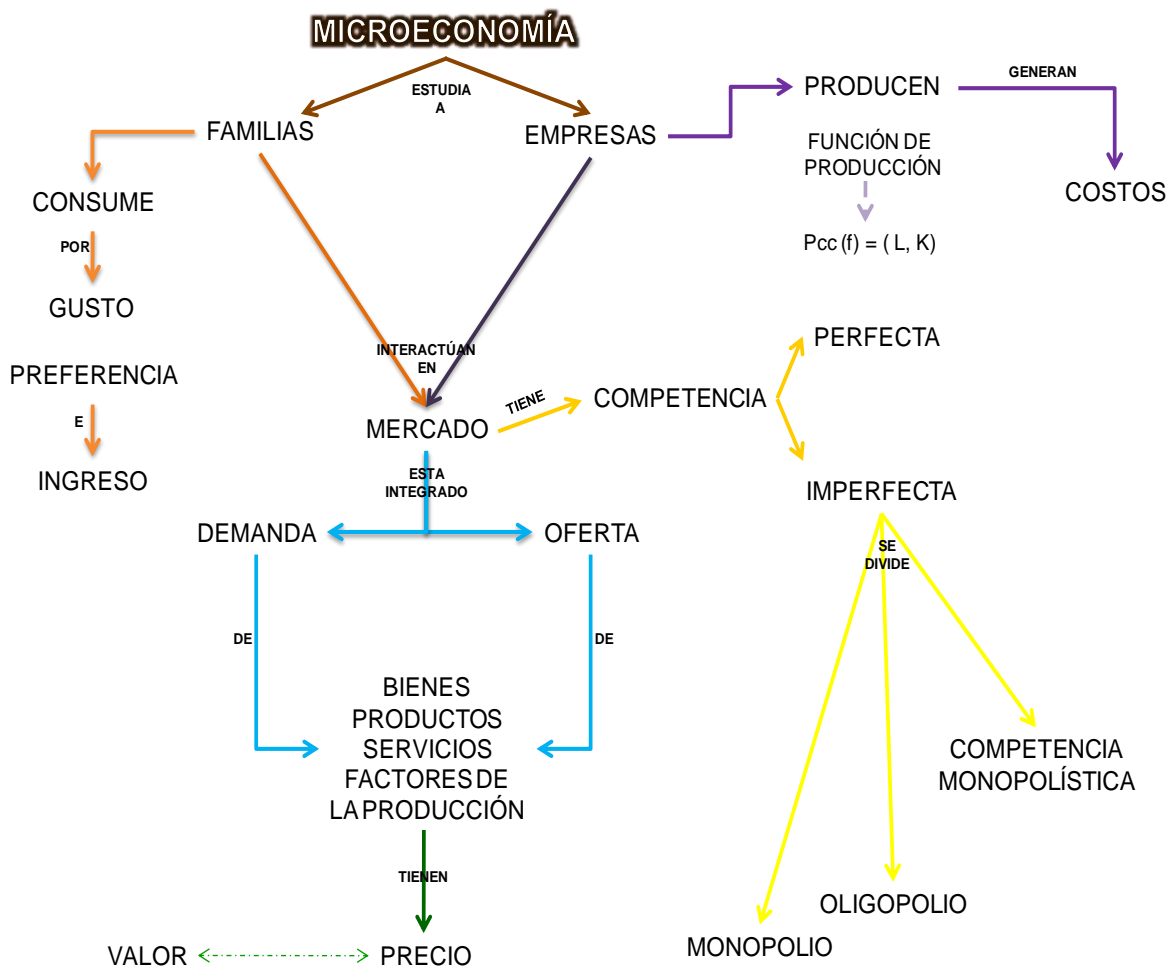 MICROECONOMÍA
ESTUDIA
A
FAMILIAS
EMPRESAS
PRODUCEN
GENERAN
COSTOS
FUNCIÓN DE
PRODUCCIÓN
Pcc (f) = ( L, K)
CONSUME
POR
GUSTO
PREFERENCIA
E
INGRESO
INTERACTÚAN
EN
MERCADO
TIENE
COMPETENCIA
PERFECTA
IMPERFECTA
SE
DIVIDE
COMPETENCIA
MONOPOLÍSTICA
OLIGOPOLIO
MONOPOLIO
ESTA
INTEGRADO
DEMANDA
OFERTA
DE
DE
BIENES
PRODUCTOS
SERVICIOS
FACTORES DE
LA PRODUCCIÓN
TIENEN
VALOR
PRECIO